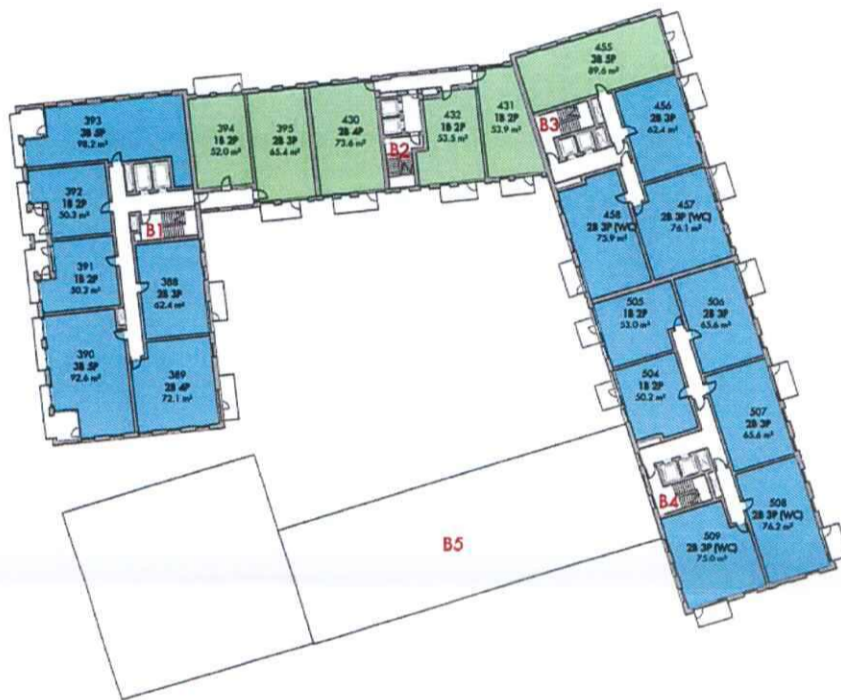 455
3B 5P
89.6 m²
393
3B 5P
98.2 m²
394
1B 2P
52.0 m²
395
2B 3P
65.4 m²
430
2B 4P
73.6 m²
432
1B 2P
53.5 m²
431
1B 2P
53.9 m²
456
2B 3P
62.4 m²
B3
B2
392
1B 2P
50.3 m²
B1
458
2B 3P (WC)
75.9 m²
457
2B 3P (WC)
76.1 m²
391
1B 2P
50.2 m²
388
2B 3P
62.4 m²
505
1B 2P
53.0 m²
506
2B 3P
65.6 m²
390
3B 5P
92.6 m²
389
2B 4P
72.1 m²
504
1B 2P
50.2 m²
507
2B 3P
65.6 m²
B4
508
2B 3P (WC)
76.2 m²
509
2B 3P (WC)
75.0 m²
B5